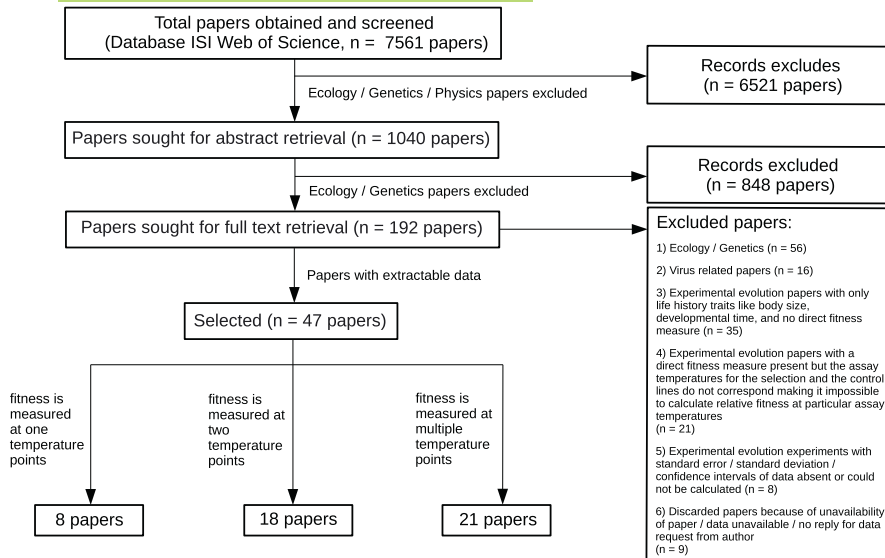 Total papers obtained and screened
(Database ISI Web of Science, n = 7561 papers)
Records excludes
(n = 6521 papers)
Ecology / Genetics / Physics papers excluded
Papers sought for abstract retrieval (n = 1040 papers)
Records excluded
(n = 848 papers)
Ecology / Genetics papers excluded
Papers sought for full text retrieval (n = 192 papers)
Excluded papers:
1) Ecology / Genetics (n = 56)
2) Virus related papers (n = 16)
3) Experimental evolution papers with only
life history traits like body size,
developmental time, and no direct fitness
measure (n = 35)
4) Experimental evolution papers with a
direct fitness measure present but the assay
temperatures for the selection and the control
lines do not correspond making it impossible
to calculate relative fitness at particular assay
temperatures
(n = 21)
5) Experimental evolution experiments with
standard error / standard deviation /
confidence intervals of data absent or could
not be calculated (n = 8)
6) Discarded papers because of unavailability
of paper / data unavailable / no reply for data
request from author
(n = 9)
Papers with extractable data
Selected (n = 47 papers)
fitness is
measured
at one
temperature
points
fitness is
measured at
two
temperature
points
fitness is
measured at
multiple
temperature
points
8 papers
18 papers
21 papers